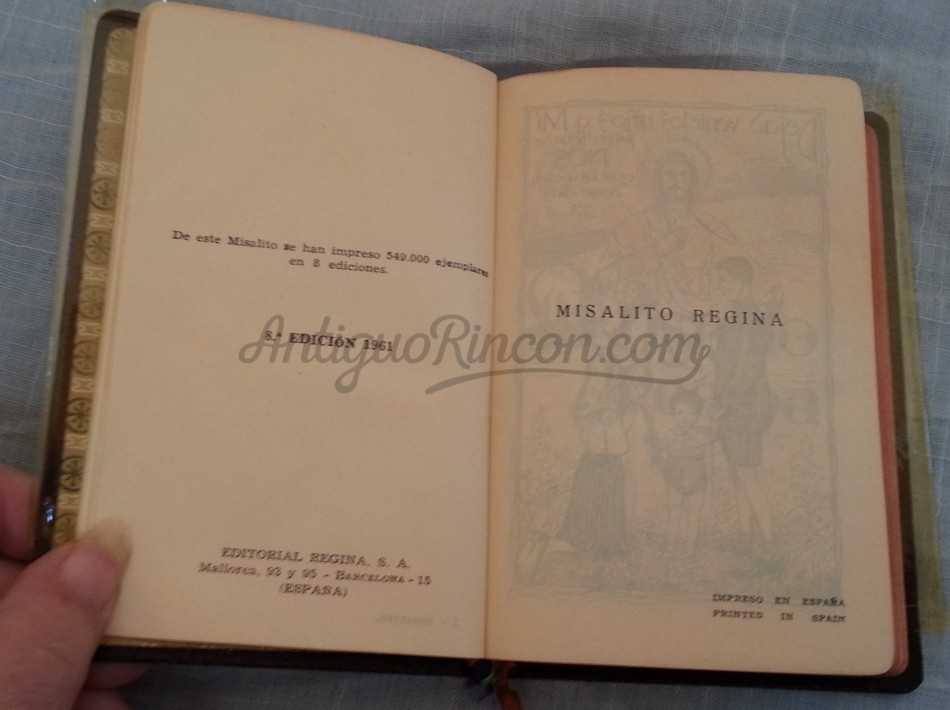 De este Misalito se han impreso 549.000 ejemplares
en 8 ediciones.
8.ª EDICIÓN 1961
EDITORIAL REGINA, S. A.
Mallorca, 93 y 95 - BARCELONA - 15
(ESPAÑA)
MISALITO REGINA
IMPRESO EN ESPAÑA
PRINTED IN SPAIN
AntiguoRincon.com